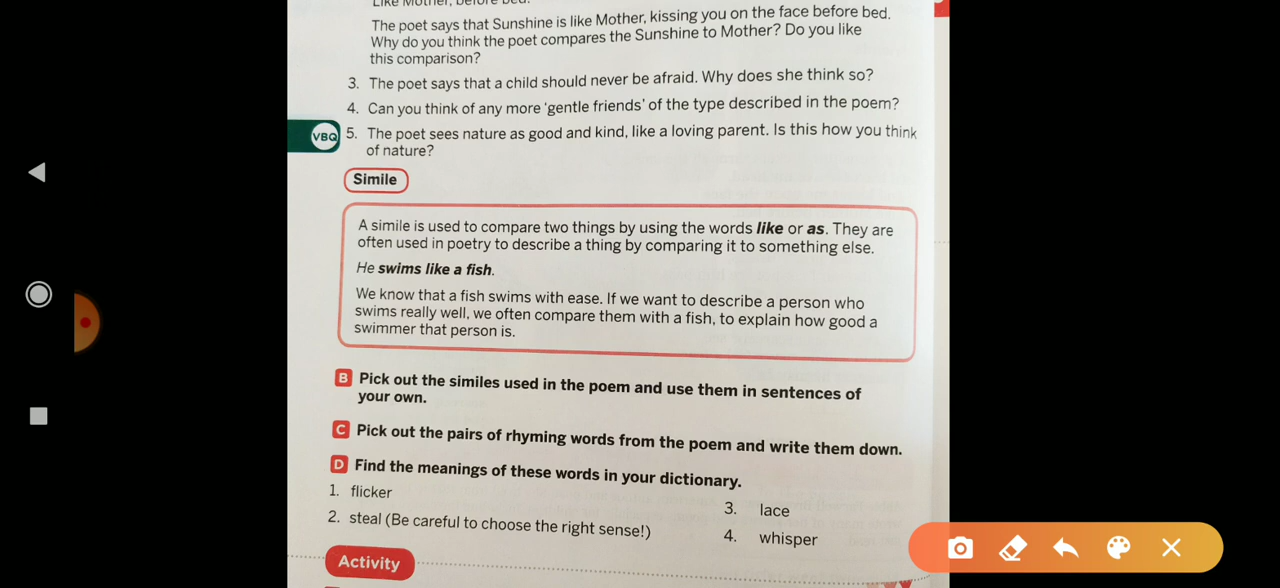 Like Mother, before bed.
The poet says that Sunshine is like Mother, kissing you on the face before bed.
Why do you think the poet compares the Sunshine to Mother? Do you like
this comparison?
3. The poet says that a child should never be afraid. Why does she think so?
4. Can you think of any more ‘gentle friends’ of the type described in the poem?
VBQ 5. The poet sees nature as good and kind, like a loving parent. Is this how you think
of nature?
Simile
A simile is used to compare two things by using the words like or as. They are
often used in poetry to describe a thing by comparing it to something else.
He swims like a fish.
We know that a fish swims with ease. If we want to describe a person who
swims really well, we often compare them with a fish, to explain how good a
swimmer that person is.
B Pick out the similes used in the poem and use them in sentences of
your own.
C Pick out the pairs of rhyming words from the poem and write them down.
D Find the meanings of these words in your dictionary.
1. flicker
2. steal (Be careful to choose the right sense!)
3. lace
4. whisper
Activity